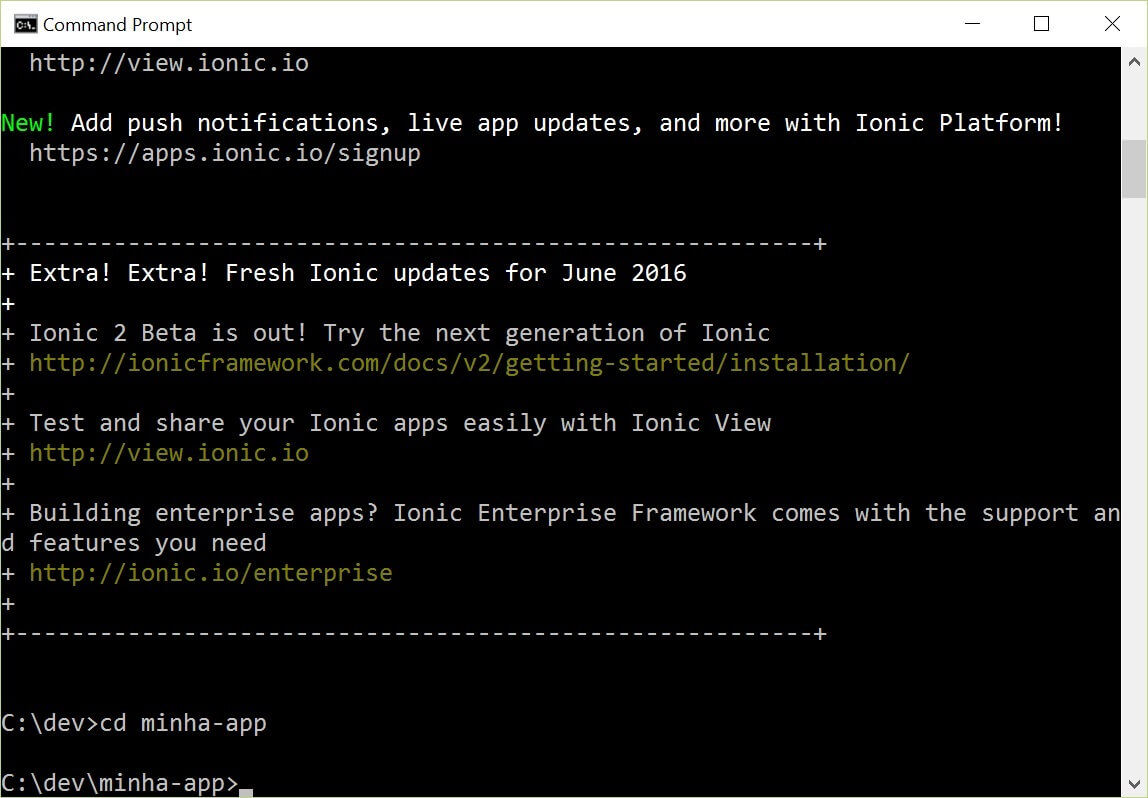 Command Prompt
http://view.ionic.io
New! Add push notifications, live app updates, and more with Ionic Platform!
https://apps.ionic.io/signup
+---------------------------------------------------------+
+ Extra! Extra! Fresh Ionic updates for June 2016
+
+ Ionic 2 Beta is out! Try the next generation of Ionic
+ http://ionicframework.com/docs/v2/getting-started/installation/
+
+ Test and share your Ionic apps easily with Ionic View
+ http://view.ionic.io
+
+ Building enterprise apps? Ionic Enterprise Framework comes with the support an
d features you need
+ http://ionic.io/enterprise
+
+---------------------------------------------------------+
C:\dev>cd minha-app
C:\dev\minha-app>